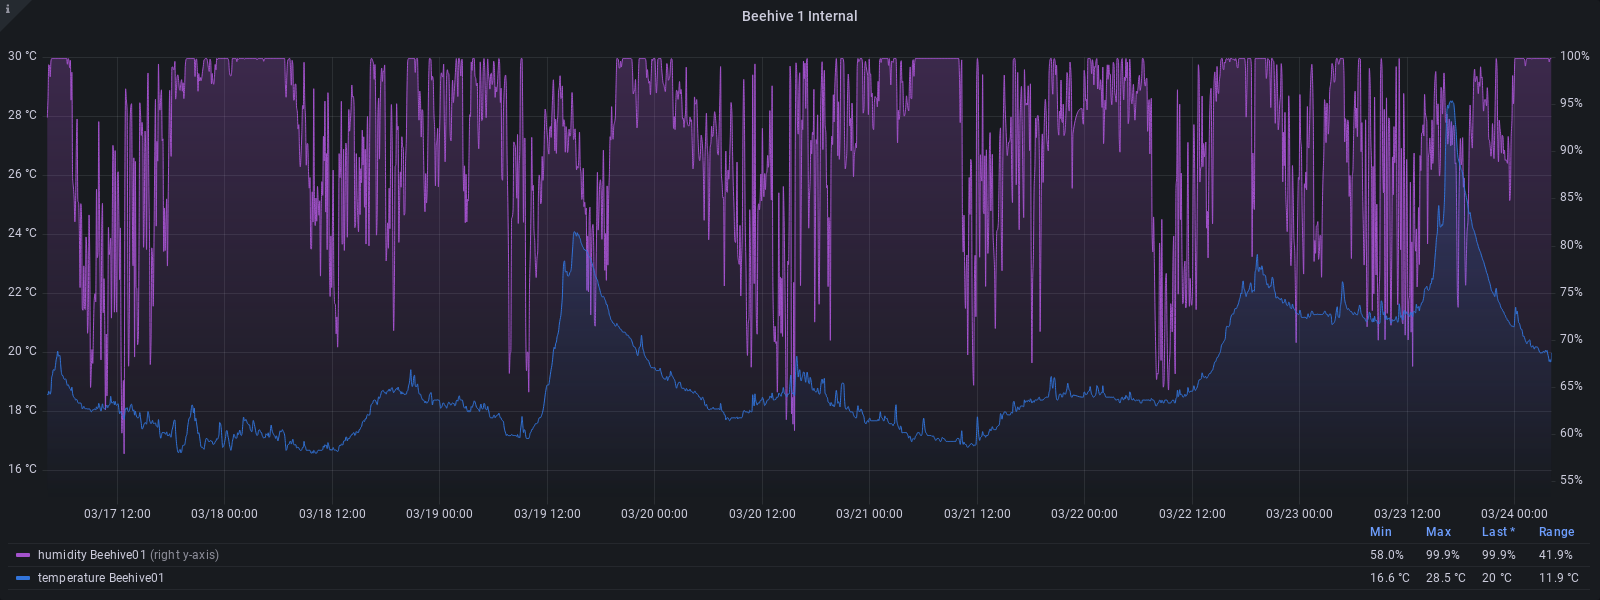 i
Beehive 1 Internal
30 °C 100%
28 °C 95%
26 °C 90%
24 °C 85%
22 °C 80%
20 °C 75%
18 °C 70%
16 °C 65%
60%
55%
03/17 12:00 03/18 00:00 03/18 12:00 03/19 00:00 03/19 12:00 03/20 00:00 03/20 12:00 03/21 00:00 03/21 12:00 03/22 00:00 03/22 12:00 03/23 00:00 03/23 12:00 03/24 00:00
Min Max Last * Range
humidity Beehive01 (right y-axis) 58.0% 99.9% 99.9% 41.9%
temperature Beehive01 16.6 °C 28.5 °C 20 °C 11.9 °C